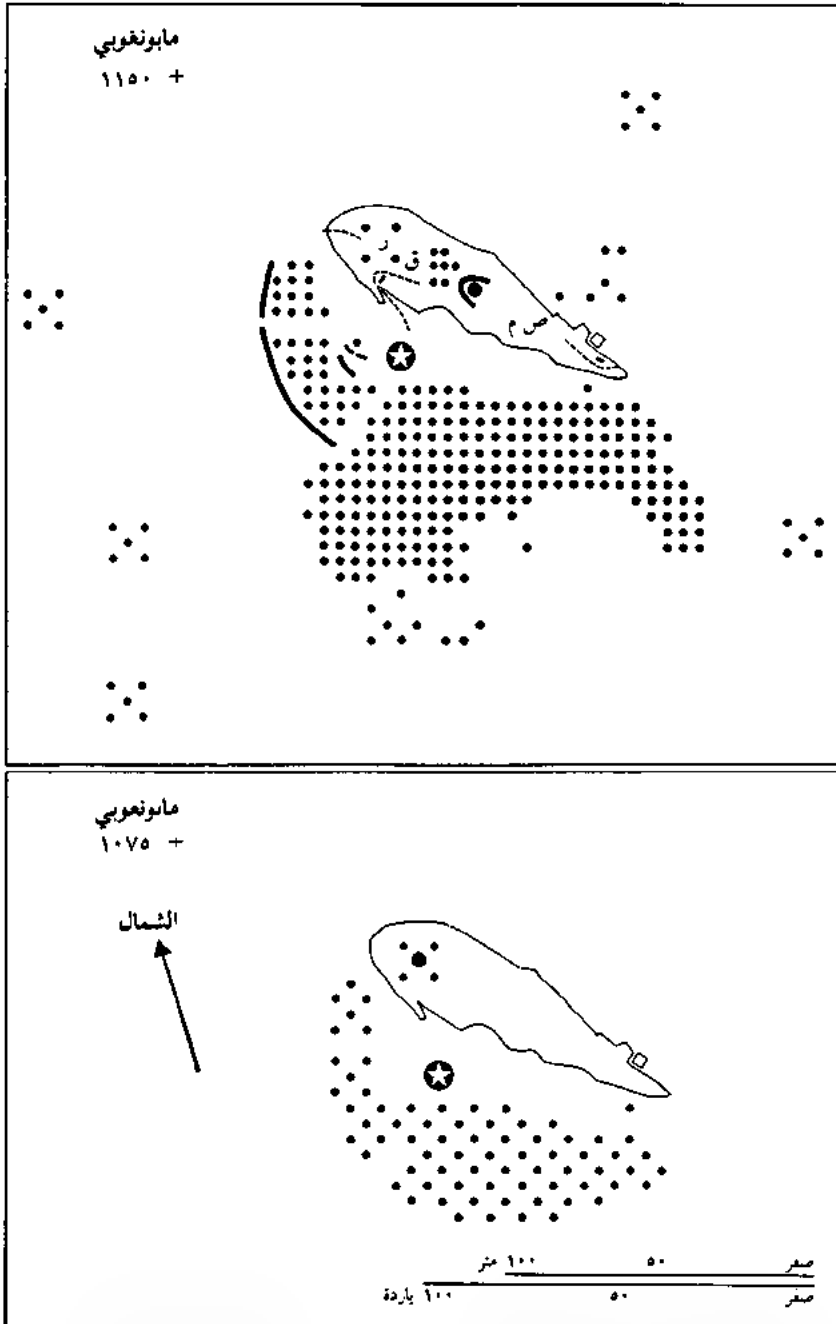 مابونغوبي
١١٥٠ +
ر
ق
ص م
مابونغوبي
١٠٧٥ +
الشمال
صفر ٥٠ ١٠٠ متر
صفر ٥٠ ١٠٠ ياردة